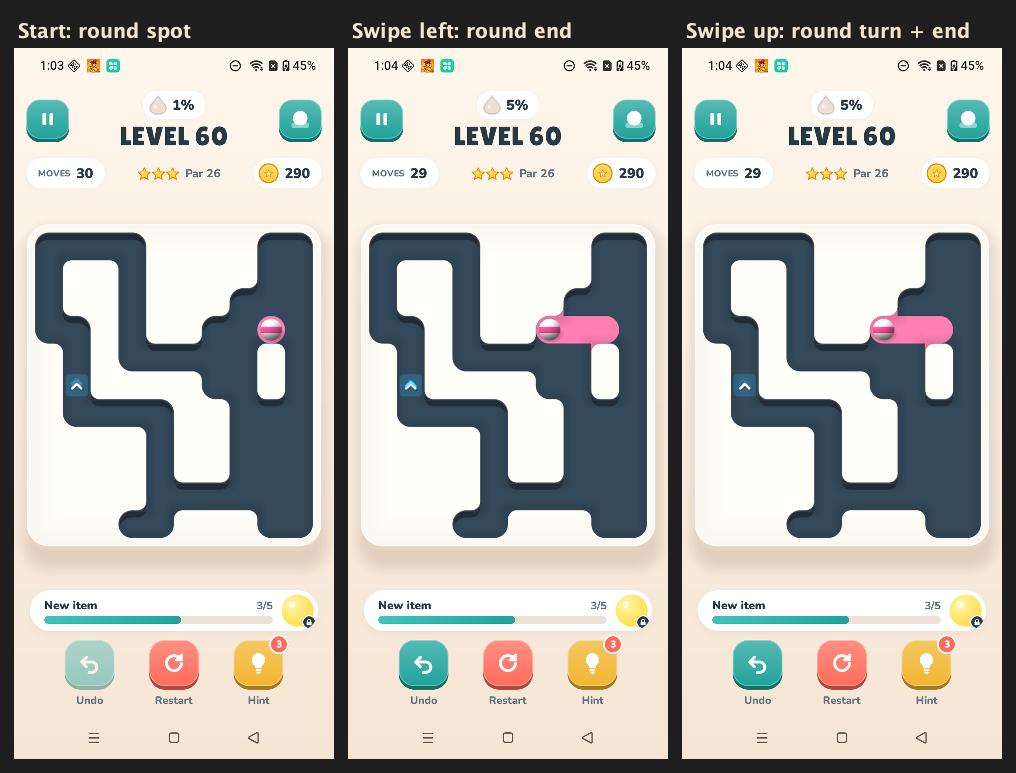 Start: round spot
1:03
45%
1%
LEVEL 60
MOVES 30
Par 26
290
New item
3/5
3
Undo
Restart
Hint
Swipe left: round end
1:04
45%
5%
LEVEL 60
MOVES 29
Par 26
290
New item
3/5
3
Undo
Restart
Hint
Swipe up: round turn + end
1:04
45%
5%
LEVEL 60
MOVES 29
Par 26
290
New item
3/5
3
Undo
Restart
Hint